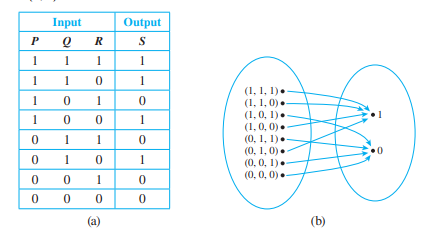 Input Output
P Q R S
1 1 1 1
1 1 0 1
1 0 1 0
1 0 0 1
0 1 1 0
0 1 0 1
0 0 1 0
0 0 0 0
(a)
(1, 1, 1)
(1, 1, 0)
(1, 0, 1)
(1, 0, 0)
(0, 1, 1)
(0, 1, 0)
(0, 0, 1)
(0, 0, 0)
1
0
(b)